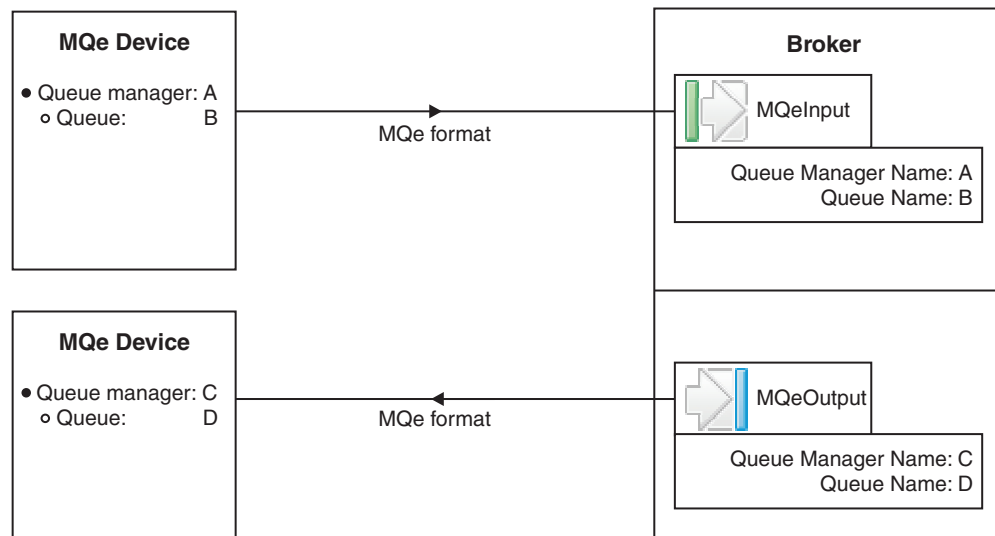 MQe Device
Queue manager: A
Queue: B
MQe format
Broker
MQeInput
Queue Manager Name: A
Queue Name: B
MQe Device
Queue manager: C
Queue: D
MQe format
MQeOutput
Queue Manager Name: C
Queue Name: D